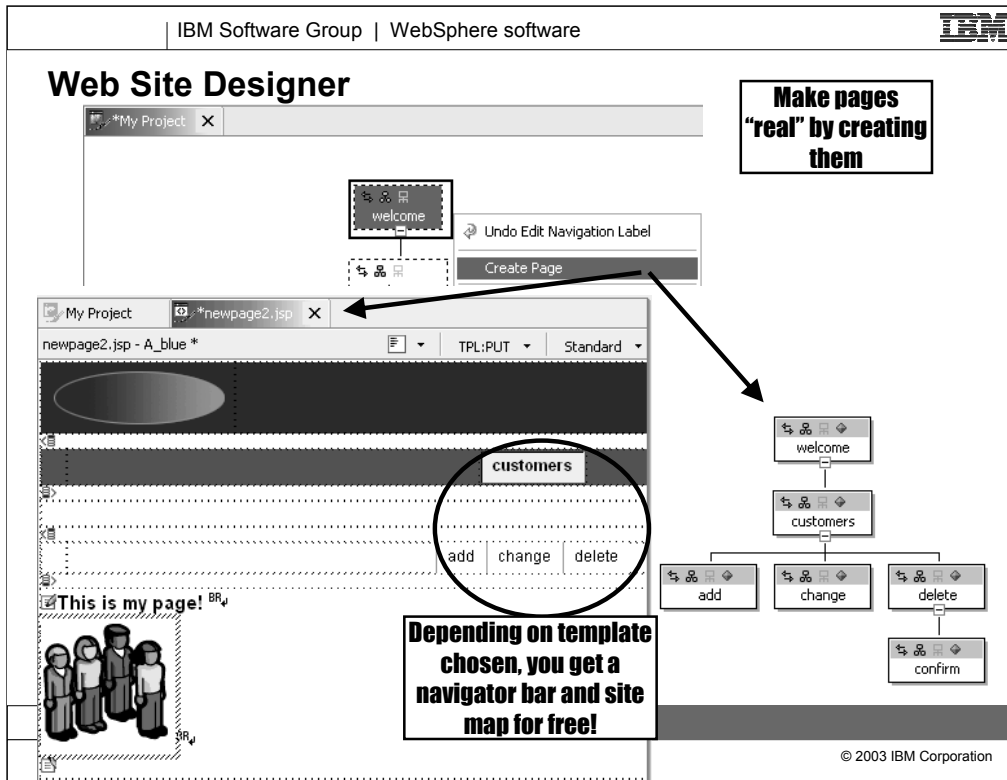 IBM Software Group | WebSphere software
IBM
Web Site Designer
Make pages
“real” by creating
them
*My Project X
welcome
Undo Edit Navigation Label
Create Page
My Project *newpage2.jsp X
newpage2.jsp - A_blue *
TPL:PUT Standard
customers
add change delete
This is my page! BR
BR
Depending on template
chosen, you get a
navigator bar and site
map for free!
welcome
customers
add change delete
confirm
© 2003 IBM Corporation